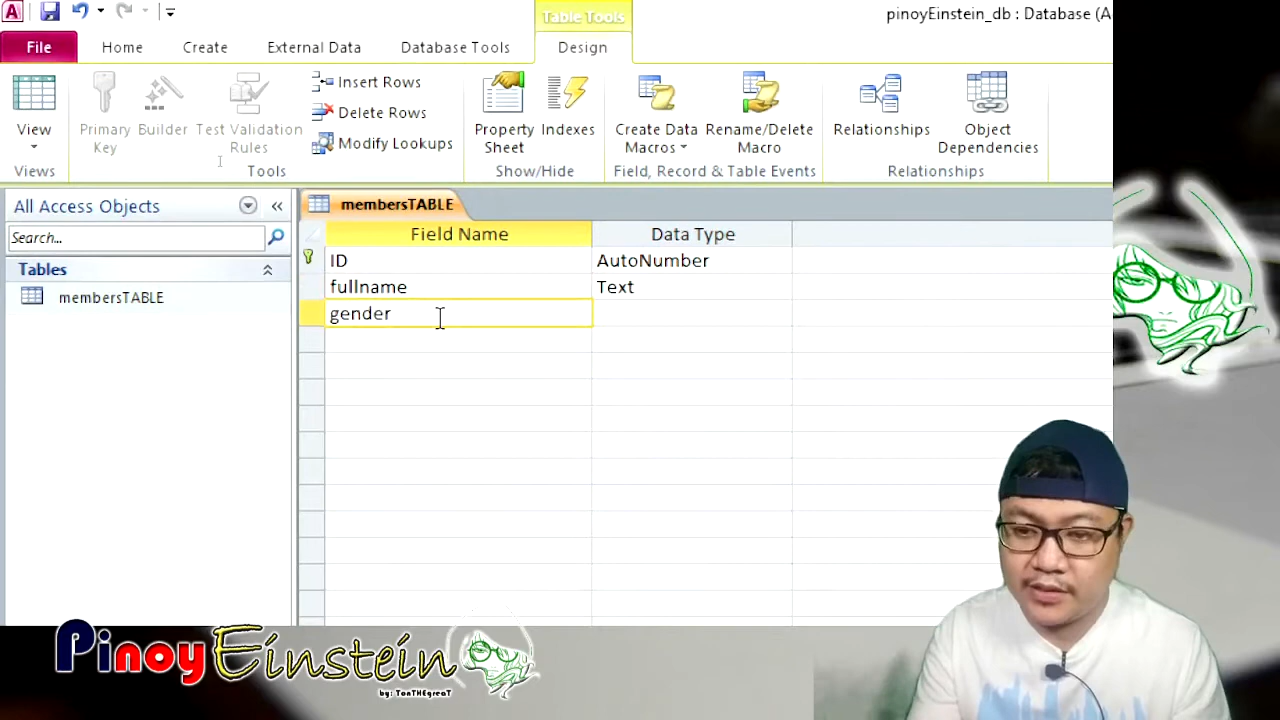 Table Tools
pinoyEinstein_db : Database (A
File
Home
Create
External Data
Database Tools
Design
View
Primary Key
Builder
Test Validation Rules
Insert Rows
Delete Rows
Modify Lookups
Property Sheet
Indexes
Create Data Macros
Rename/Delete Macro
Relationships
Object Dependencies
Views
Tools
Show/Hide
Field, Record & Table Events
Relationships
All Access Objects
Search...
Tables
membersTABLE
membersTABLE
Field Name
Data Type
ID
AutoNumber
fullname
Text
gender
PinoyEinstein
by: TonTHEgreaT